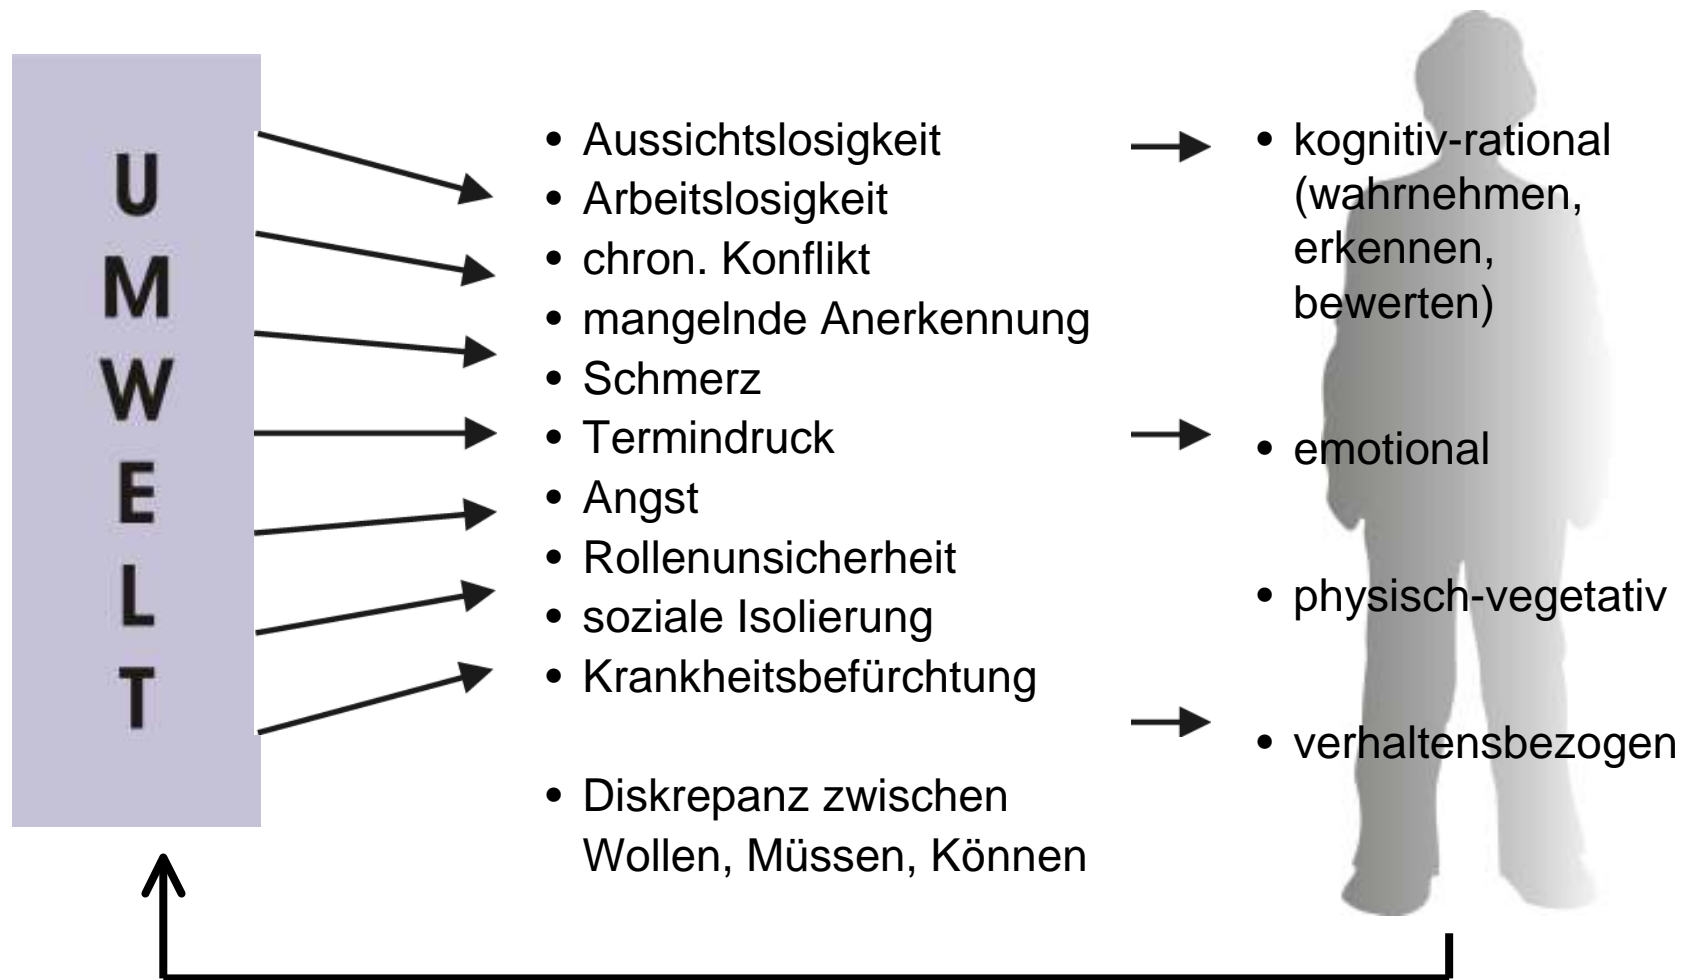 UMWELT
• Aussichtslosigkeit
• Arbeitslosigkeit
• chron. Konflikt
• mangelnde Anerkennung
• Schmerz
• Termindruck
• Angst
• Rollenunsicherheit
• soziale Isolierung
• Krankheitsbefürchtung
• Diskrepanz zwischen
Wollen, Müssen, Können
• kognitiv-rational
(wahrnehmen,
erkennen,
bewerten)
• emotional
• physisch-vegetativ
• verhaltensbezogen